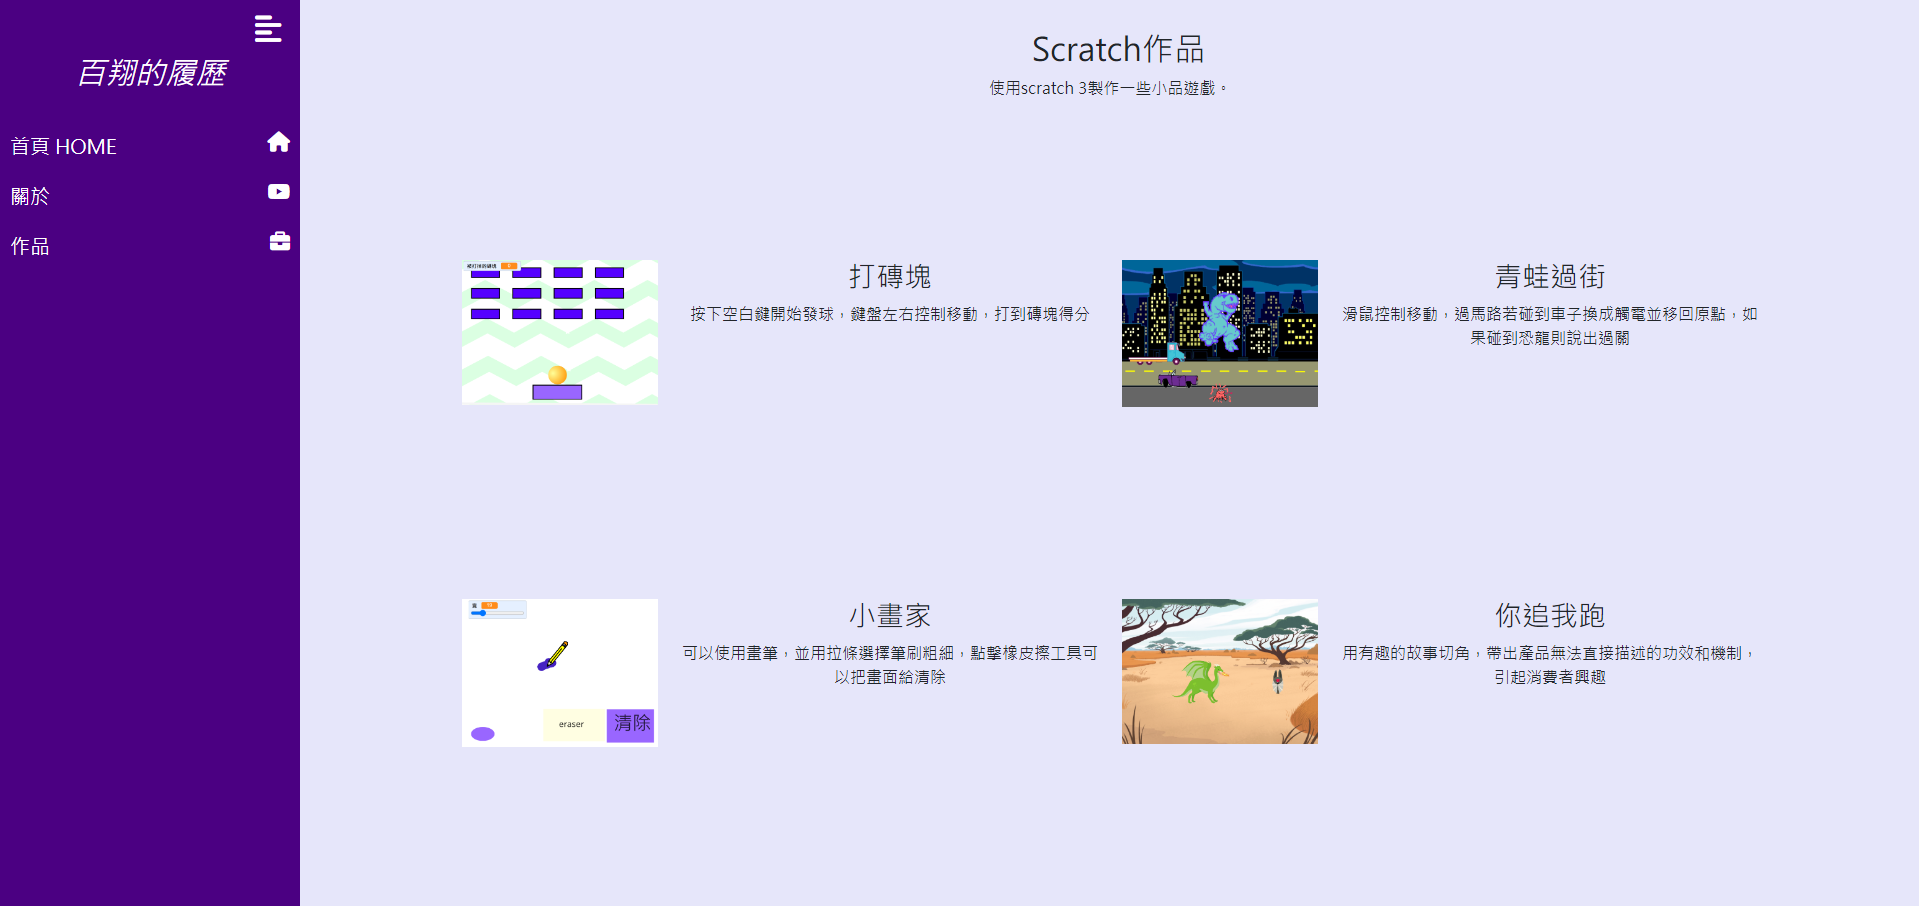 百翔的履歷
首頁 HOME
關於
作品
Scratch作品
使用scratch 3製作一些小品遊戲。
打磚塊
按下空白鍵開始發球，鍵盤左右控制移動，打到磚塊得分
青蛙過街
滑鼠控制移動，過馬路若碰到車子換成觸電並移回原點，如
果碰到恐龍則說出過關
小畫家
可以使用畫筆，並用拉條選擇筆刷粗細，點擊橡皮擦工具可
以把畫面給清除
eraser
清除
你追我跑
用有趣的故事切角，帶出產品無法直接描述的功效和機制，
引起消費者興趣